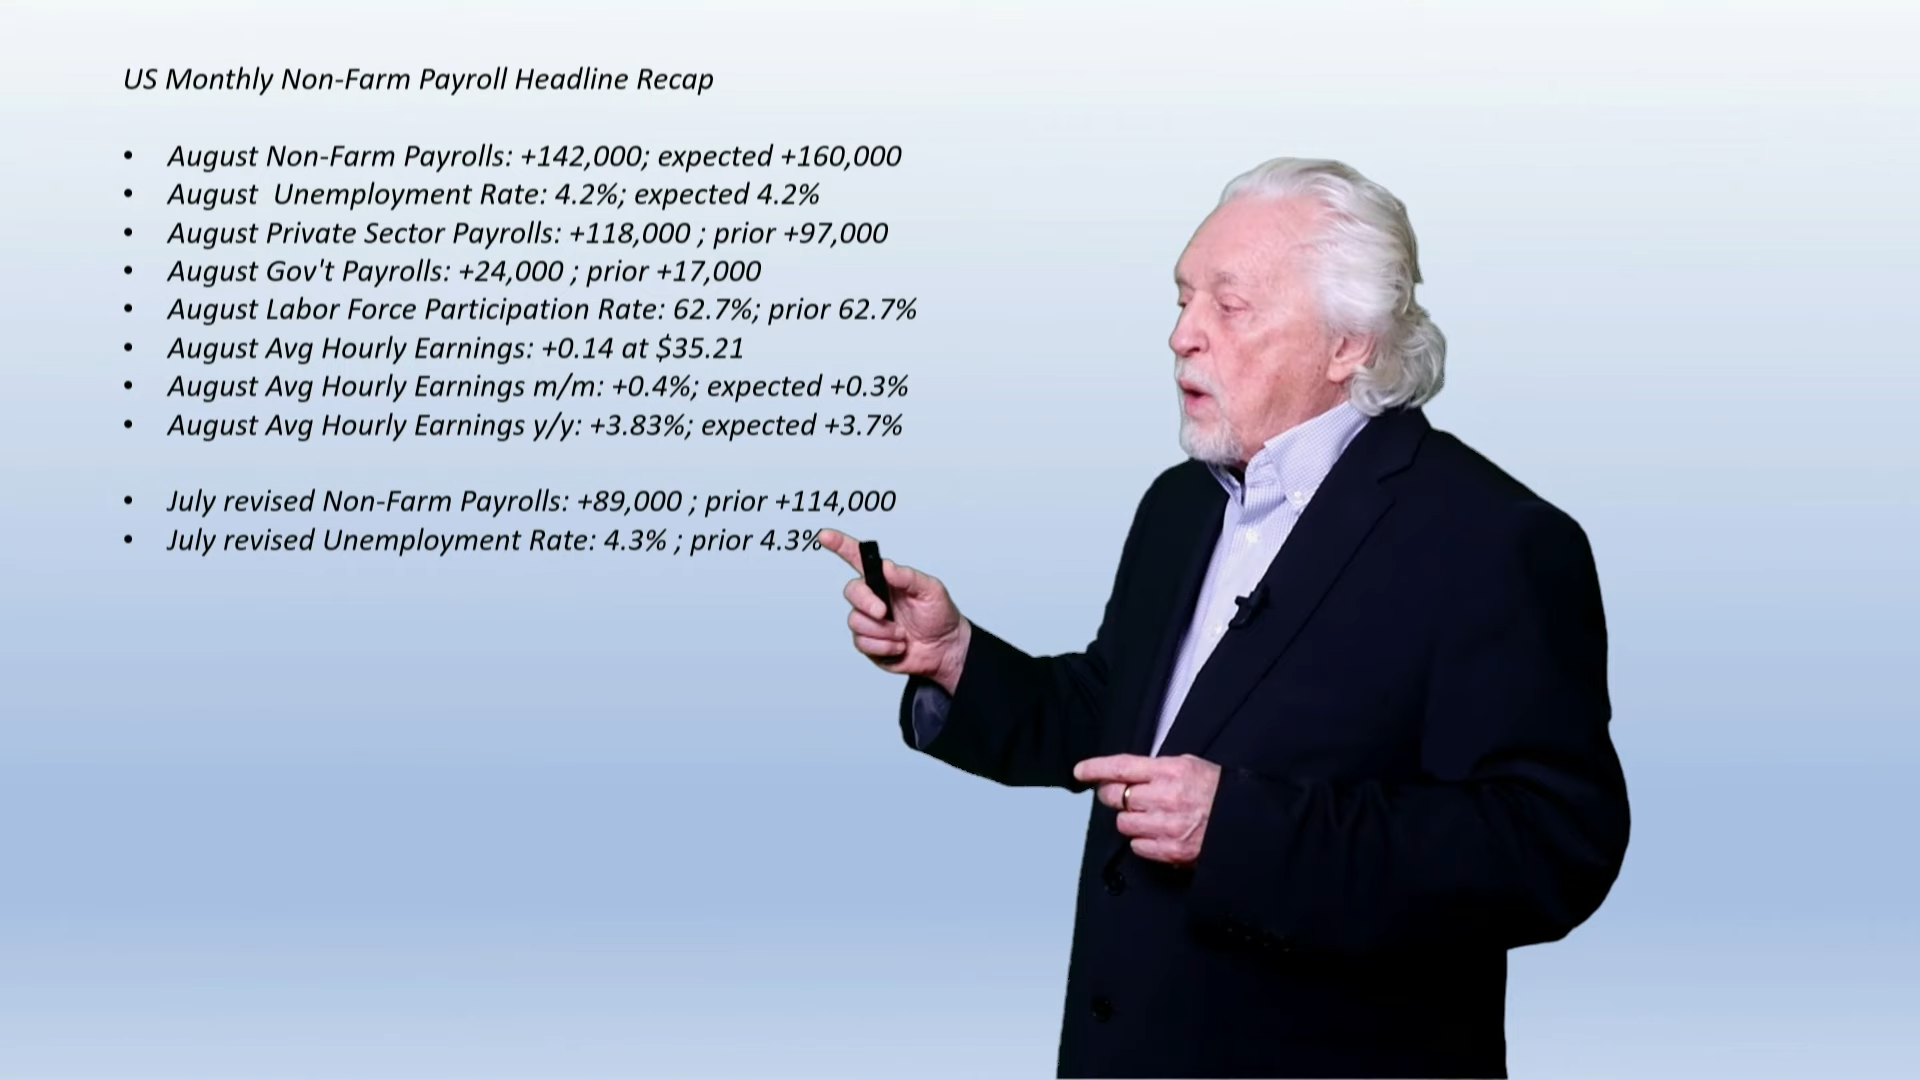 US Monthly Non-Farm Payroll Headline Recap
• August Non-Farm Payrolls: +142,000; expected +160,000
• August  Unemployment Rate: 4.2%; expected 4.2%
• August Private Sector Payrolls: +118,000 ; prior +97,000
• August Gov't Payrolls: +24,000 ; prior +17,000
• August Labor Force Participation Rate: 62.7%; prior 62.7%
• August Avg Hourly Earnings: +0.14 at $35.21
• August Avg Hourly Earnings m/m: +0.4%; expected +0.3%
• August Avg Hourly Earnings y/y: +3.83%; expected +3.7%
• July revised Non-Farm Payrolls: +89,000 ; prior +114,000
• July revised Unemployment Rate: 4.3% ; prior 4.3%